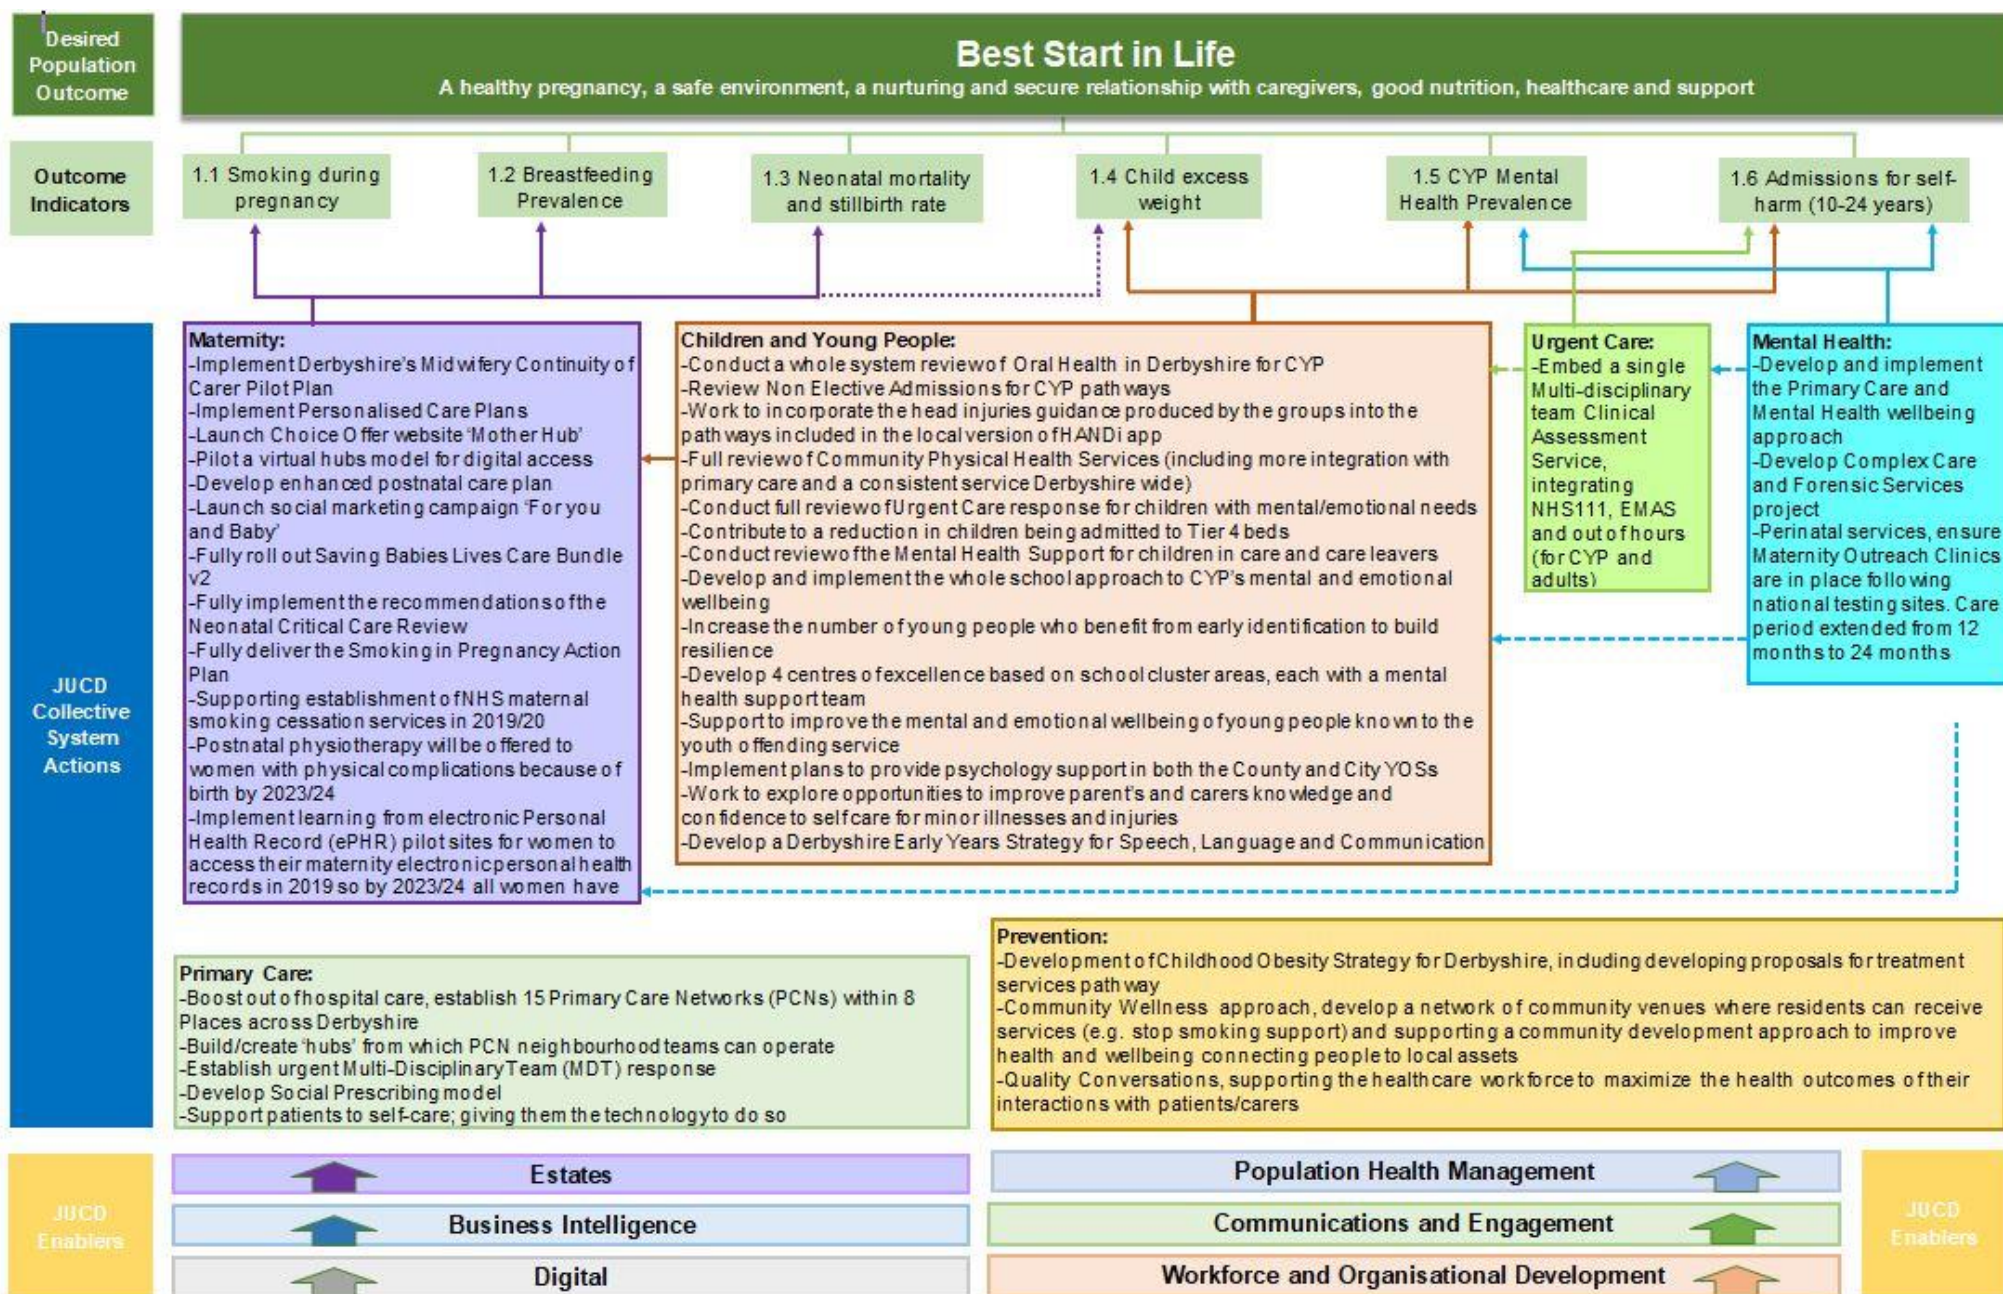 Desired
Population
Outcome
Best Start in Life
A healthy pregnancy, a safe environment, a nurturing and secure relationship with caregivers, good nutrition, healthcare and support
Outcome
Indicators
1.1 Smoking during
pregnancy
1.2 Breastfeeding
Prevalence
1.3 Neonatal mortality
and stillbirth rate
1.4 Child excess
weight
1.5 CYP Mental
Health Prevalence
1.6 Admissions for self-
harm (10-24 years)
JUCD
Collective
System
Actions
Maternity:
-Implement Derbyshire's Midwifery Continuity of
Carer Pilot Plan
-Implement Personalised Care Plans
-Launch Choice Offer website 'Mother Hub'
-Pilot a virtual hubs model for digital access
-Develop enhanced postnatal care plan
-Launch social marketing campaign 'For you
and Baby'
-Fully roll out Saving Babies Lives Care Bundle
v2
-Fully implement the recommendations of the
Neonatal Critical Care Review
-Fully deliver the Smoking in Pregnancy Action
Plan
-Supporting establishment of NHS maternal
smoking cessation services in 2019/20
-Postnatal physiotherapy will be offered to
women with physical complications because of
birth by 2023/24
-Implement learning from electronic Personal
Health Record (ePHR) pilot sites for women to
access their maternity electronic personal health
records in 2019 so by 2023/24 all women have
Children and Young People:
-Conduct a whole system review of Oral Health in Derbyshire for CYP
-Review Non Elective Admissions for CYP pathways
-Work to incorporate the head injuries guidance produced by the groups into the
pathways included in the local version of HANDi app
-Full review of Community Physical Health Services (including more integration with
primary care and a consistent service Derbyshire wide)
-Conduct full review of Urgent Care response for children with mental/emotional needs
-Contribute to a reduction in children being admitted to Tier 4 beds
-Conduct review of the Mental Health Support for children in care and care leavers
-Develop and implement the whole school approach to CYP's mental and emotional
wellbeing
-Increase the number of young people who benefit from early identification to build
resilience
-Develop 4 centres of excellence based on school cluster areas, each with a mental
health support team
-Support to improve the mental and emotional wellbeing of young people known to the
youth offending service
-Implement plans to provide psychology support in both the County and City YOSs
-Work to explore opportunities to improve parent's and carers knowledge and
confidence to self care for minor illnesses and injuries
-Develop a Derbyshire Early Years Strategy for Speech, Language and Communication
Urgent Care:
-Embed a single
Multi-disciplinary
team Clinical
Assessment
Service,
integrating
NHS111, EMAS
and out of hours
(for CYP and
adults)
Mental Health:
-Develop and implement
the Primary Care and
Mental Health wellbeing
approach
-Develop Complex Care
and Forensic Services
project
-Perinatal services, ensure
Maternity Outreach Clinics
are in place following
national testing sites. Care
period extended from 12
months to 24 months
Primary Care:
-Boost out of hospital care, establish 15 Primary Care Networks (PCNs) within 8
Places across Derbyshire
-Build/create 'hubs' from which PCN neighbourhood teams can operate
-Establish urgent Multi-Disciplinary Team (MDT) response
-Develop Social Prescribing model
-Support patients to self-care; giving them the technology to do so
Prevention:
-Development of Childhood Obesity Strategy for Derbyshire, including developing proposals for treatment
services pathway
-Community Wellness approach, develop a network of community venues where residents can receive
services (e.g. stop smoking support) and supporting a community development approach to improve
health and wellbeing connecting people to local assets
-Quality Conversations, supporting the healthcare workforce to maximize the health outcomes of their
interactions with patients/carers
JUCD
Enablers
Estates
Business Intelligence
Digital
Population Health Management
Communications and Engagement
Workforce and Organisational Development
JUCD
Enablers